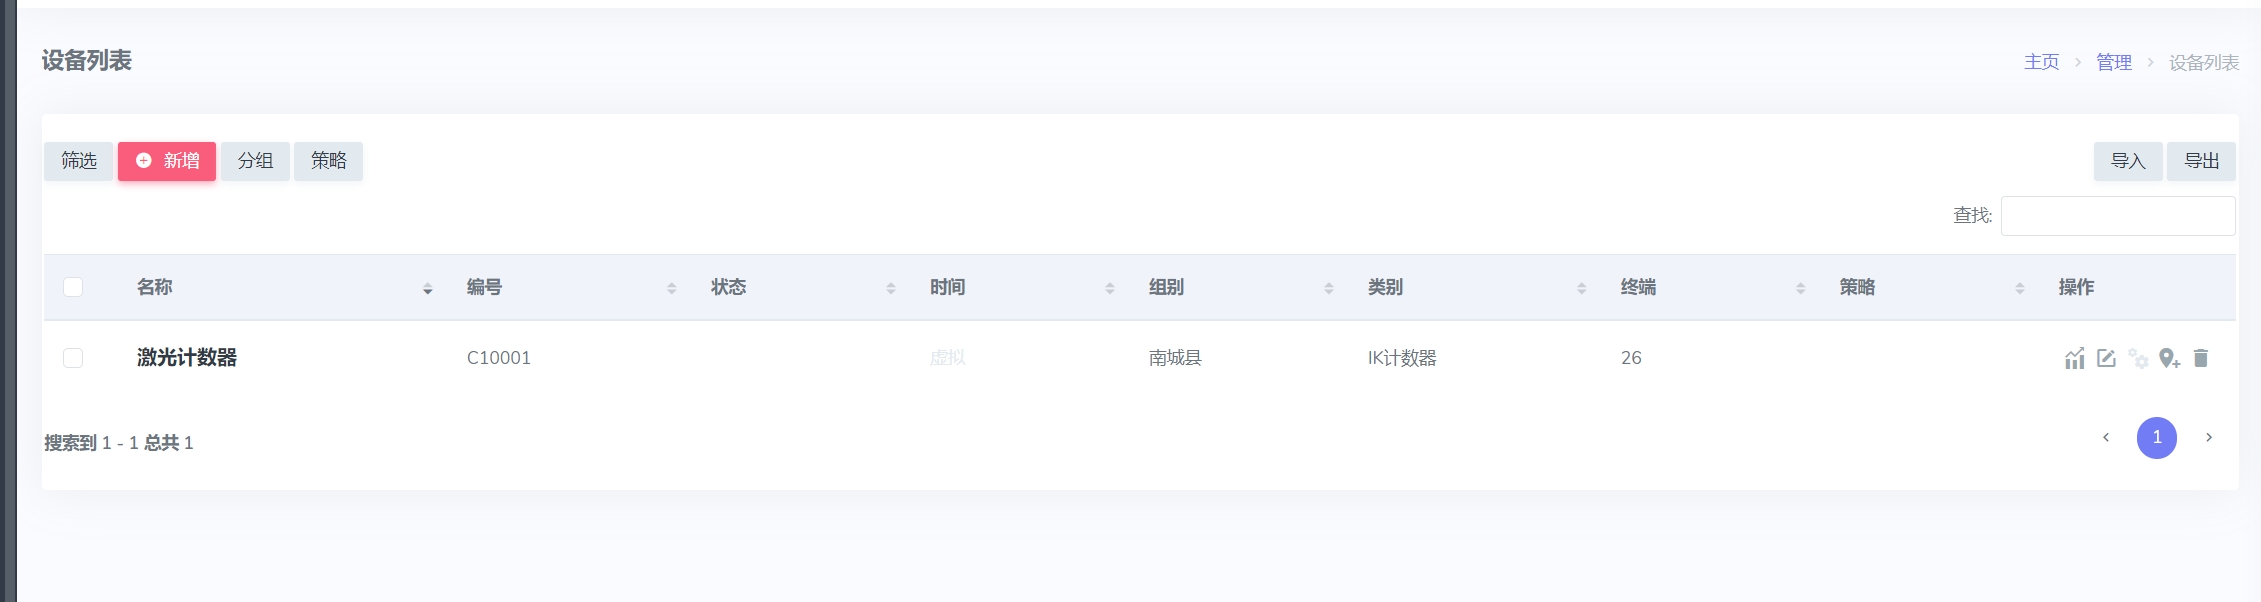 设备列表
主页 > 管理 > 设备列表
筛选 新增 分组 策略 导入 导出
查找:
名称 编号 状态 时间 组别 类别 终端 策略 操作
激光计数器 C10001 虚拟 南城县 IK计数器 26
搜索到 1 - 1 总共 1
‹ 1 ›